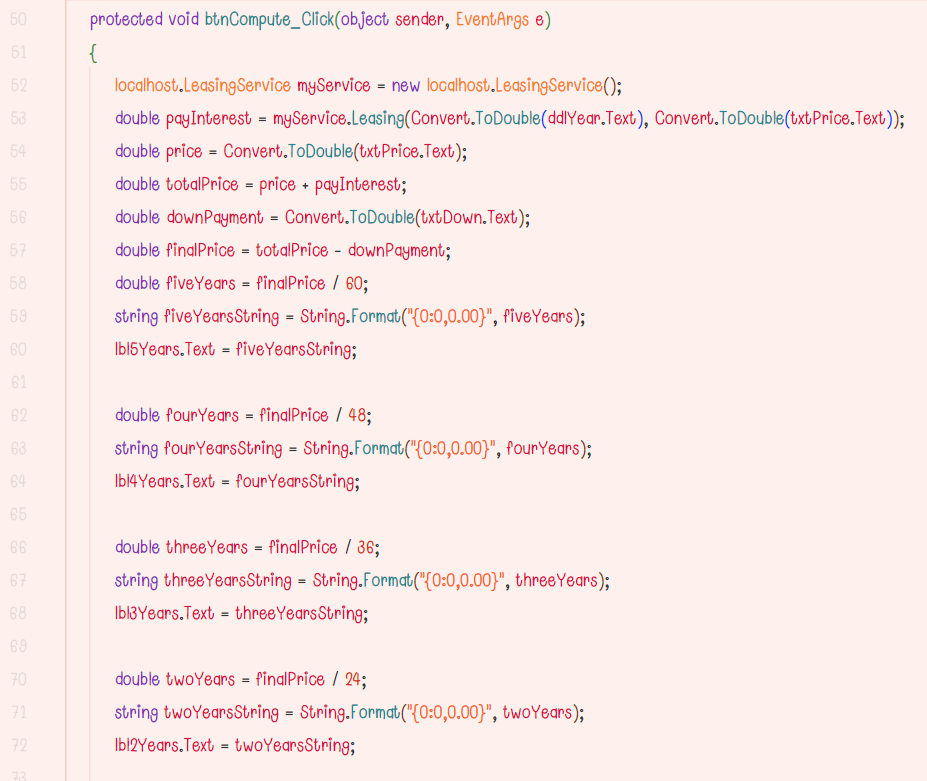 50 protected void btnCompute_Click(object sender, EventArgs e)
51 {
52 localhost.LeasingService myService = new localhost.LeasingService();
53 double payInterest = myService.Leasing(Convert.ToDouble(ddlYear.Text), Convert.ToDouble(txtPrice.Text));
54 double price = Convert.ToDouble(txtPrice.Text);
55 double totalPrice = price + payInterest;
56 double downPayment = Convert.ToDouble(txtDown.Text);
57 double finalPrice = totalPrice - downPayment;
58 double fiveYears = finalPrice / 60;
59 string fiveYearsString = String.Format("{0:0,0.00}", fiveYears);
60 lbl5Years.Text = fiveYearsString;
61
62 double fourYears = finalPrice / 48;
63 string fourYearsString = String.Format("{0:0,0.00}", fourYears);
64 lbl4Years.Text = fourYearsString;
65
66 double threeYears = finalPrice / 36;
67 string threeYearsString = String.Format("{0:0,0.00}", threeYears);
68 lbl3Years.Text = threeYearsString;
69
70 double twoYears = finalPrice / 24;
71 string twoYearsString = String.Format("{0:0,0.00}", twoYears);
72 lbl2Years.Text = twoYearsString;
73